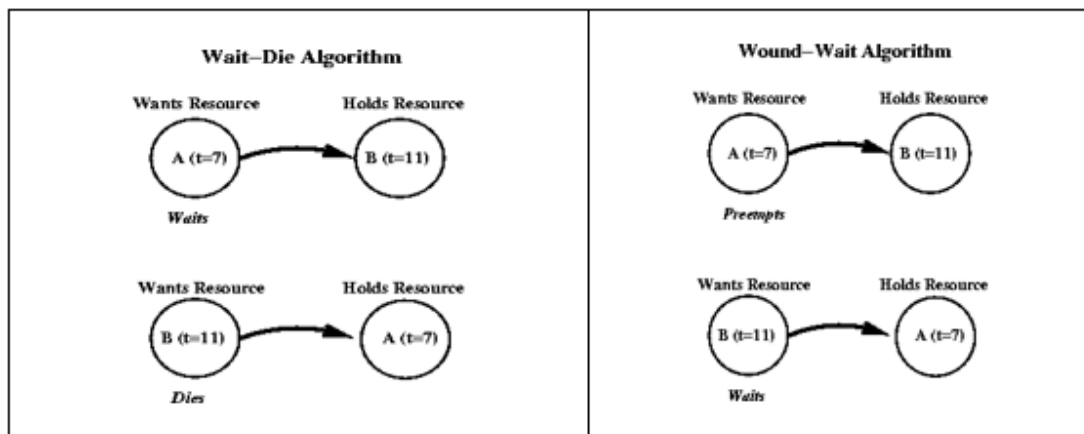 Wait–Die Algorithm
Wants Resource Holds Resource
A (t=7) B (t=11)
Waits
Wants Resource Holds Resource
B (t=11) A (t=7)
Dies
Wound–Wait Algorithm
Wants Resource Holds Resource
A (t=7) B (t=11)
Preempts
Wants Resource Holds Resource
B (t=11) A (t=7)
Waits